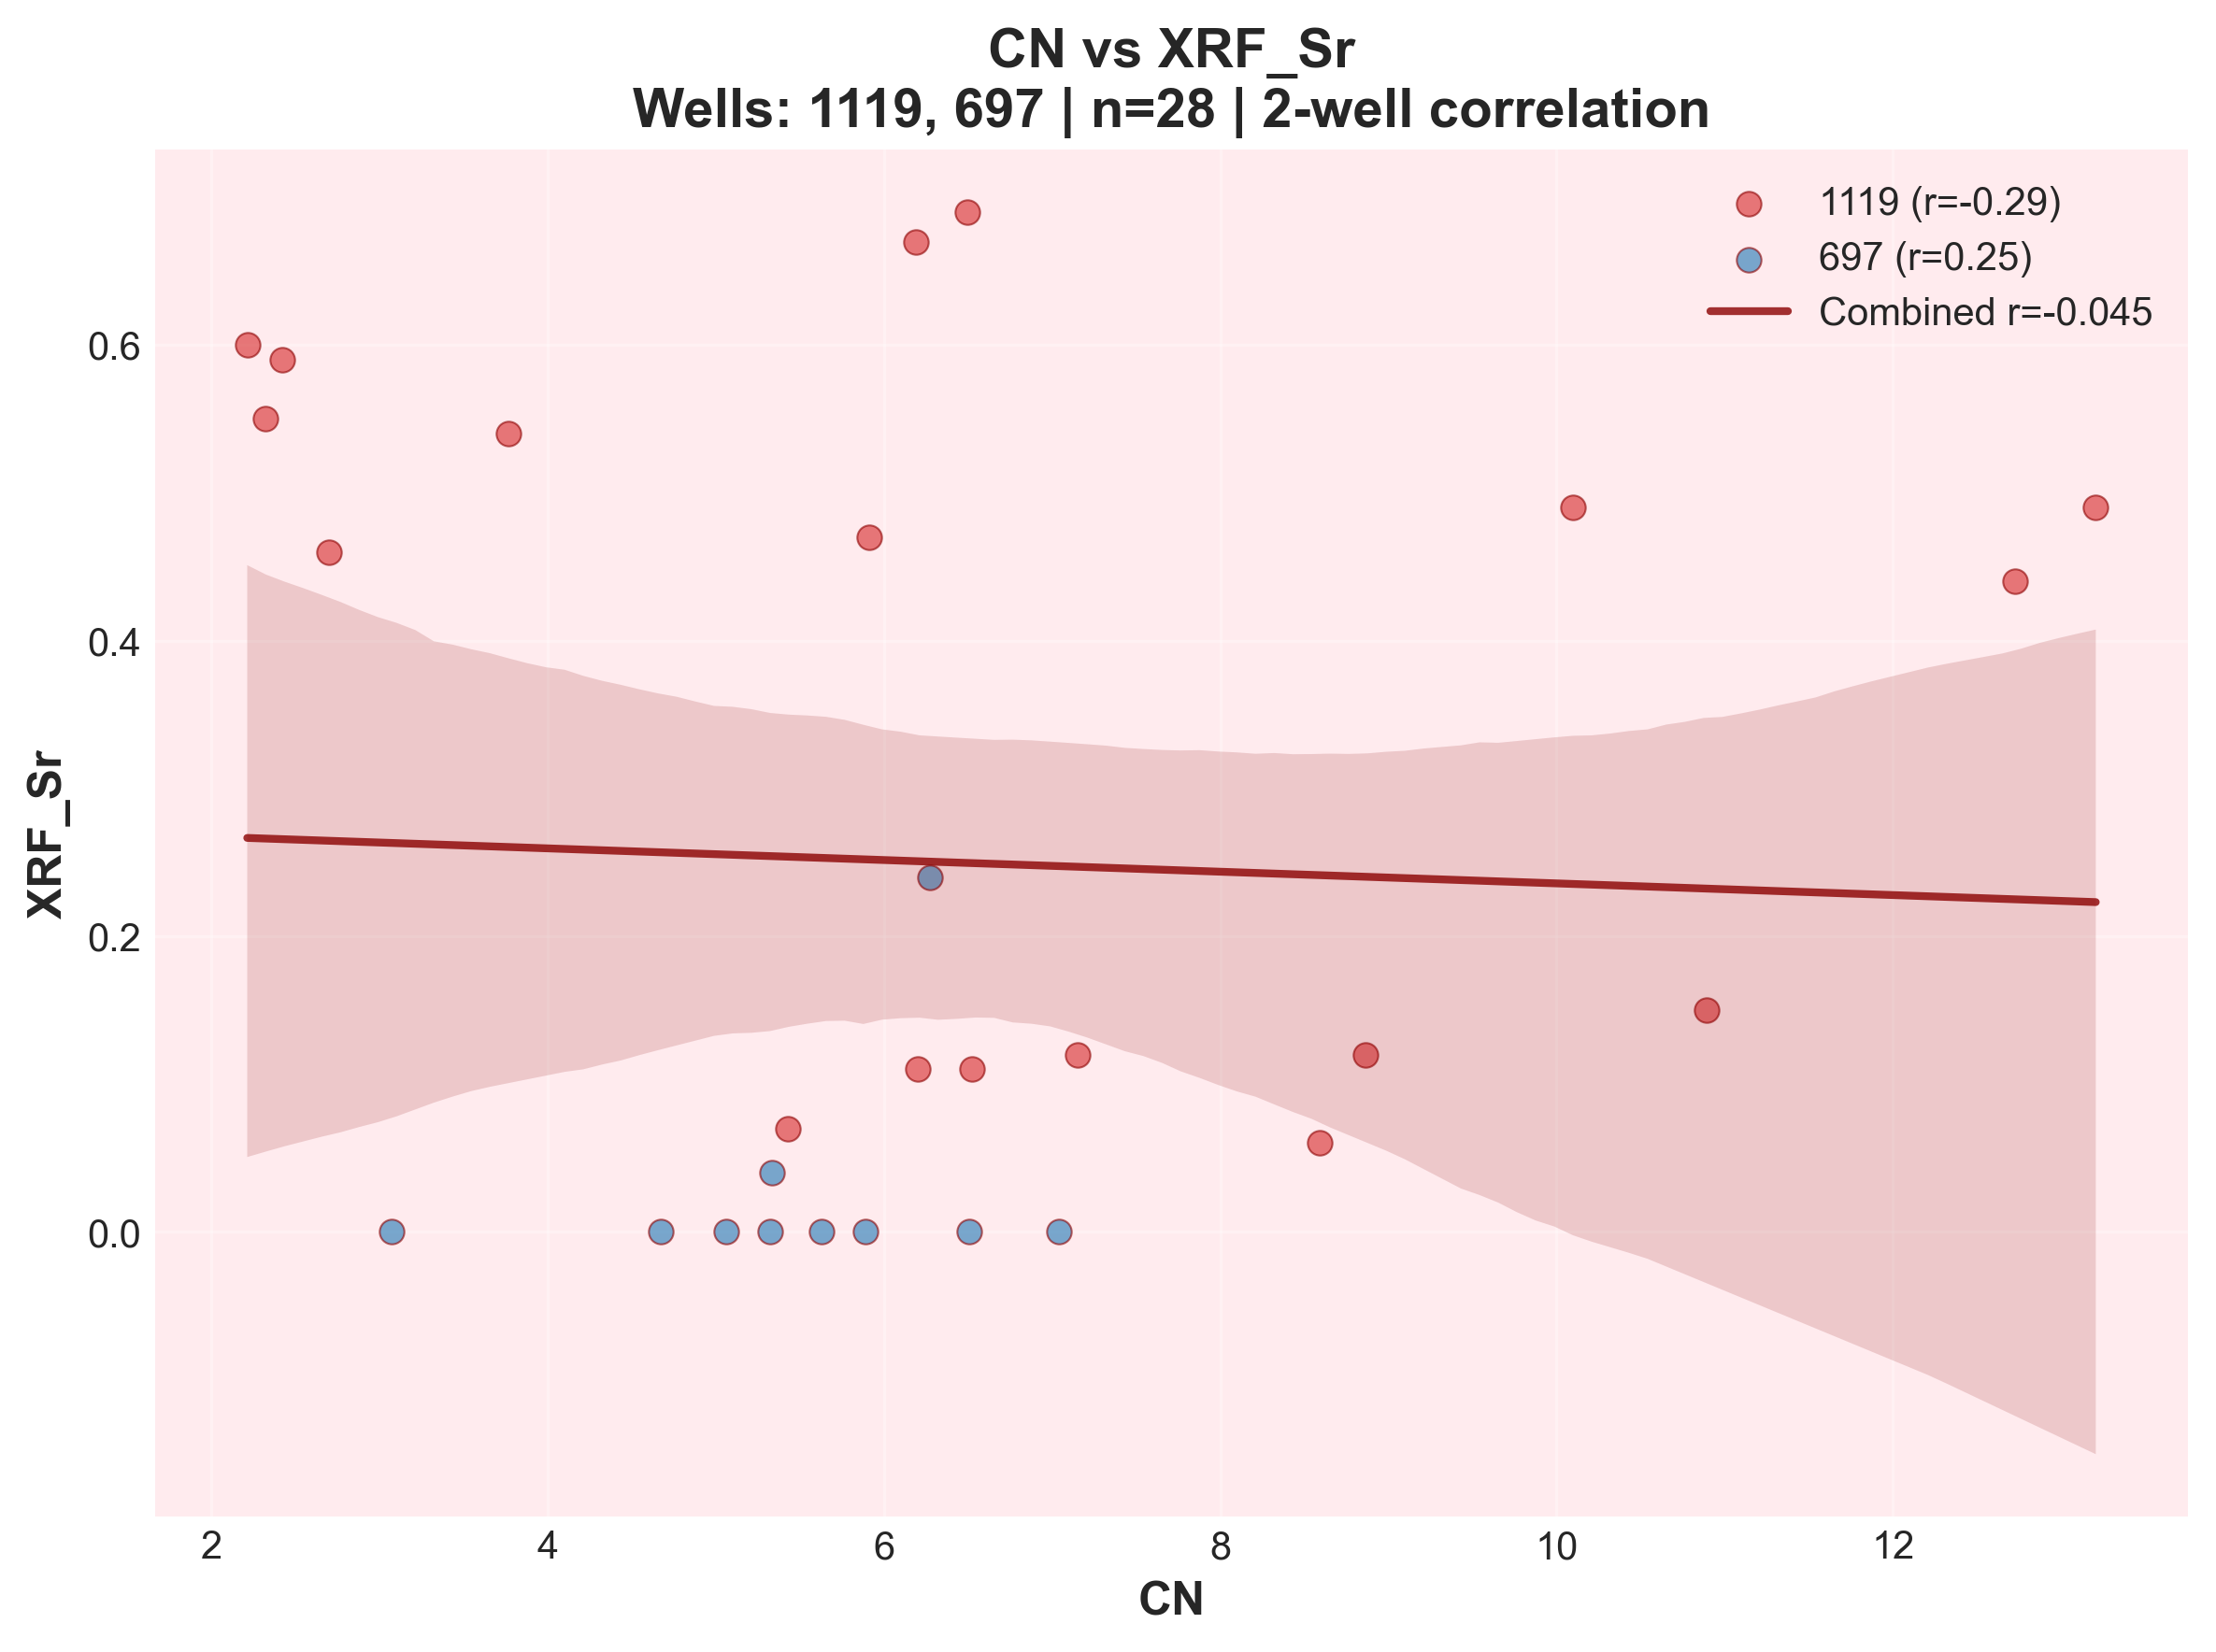 CN vs XRF_Sr
Wells: 1119, 697 | n=28 | 2-well correlation
1119 (r=-0.29)
697 (r=0.25)
Combined r=-0.045
XRF_Sr
0.6
0.4
0.2
0.0
2 4 6 8 10 12
CN